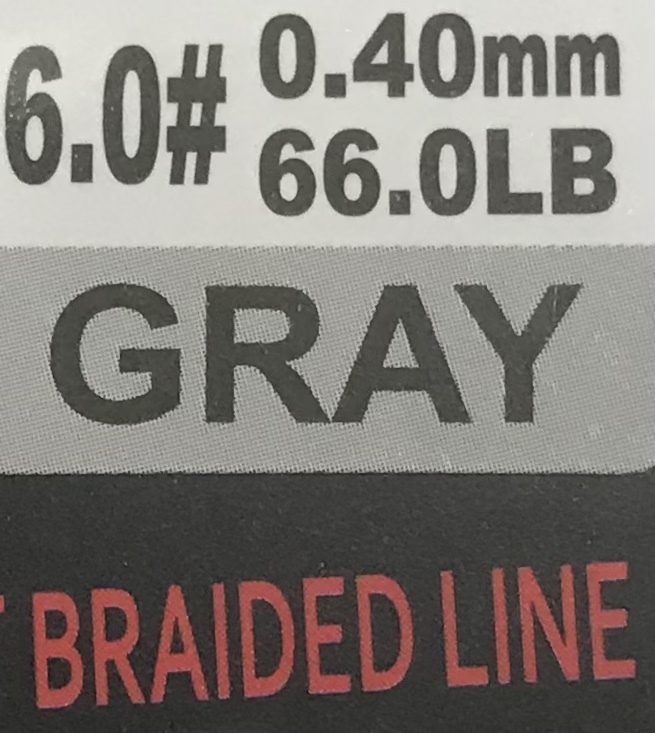 6.0# 0.40mm
66.0LB
GRAY
BRAIDED LINE